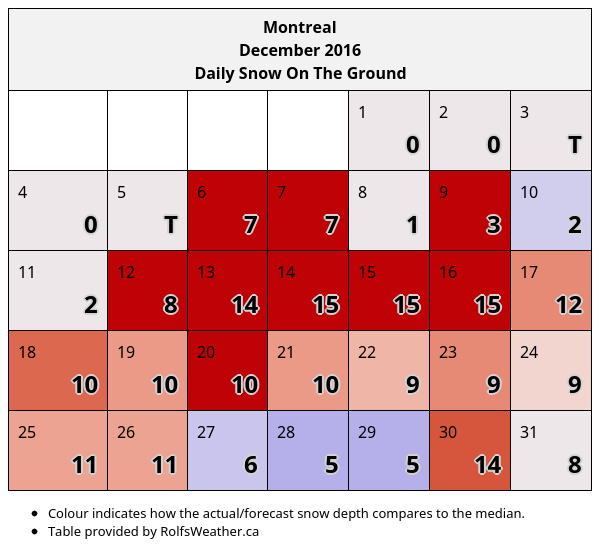 Montreal
December 2016
Daily Snow On The Ground
1 2 3
0 0 T
4 5 6 7 8 9 10
0 T 7 7 1 3 2
11 12 13 14 15 16 17
2 8 14 15 15 15 12
18 19 20 21 22 23 24
10 10 10 10 9 9 9
25 26 27 28 29 30 31
11 11 6 5 5 14 8
• Colour indicates how the actual/forecast snow depth compares to the median.
• Table provided by RolfsWeather.ca